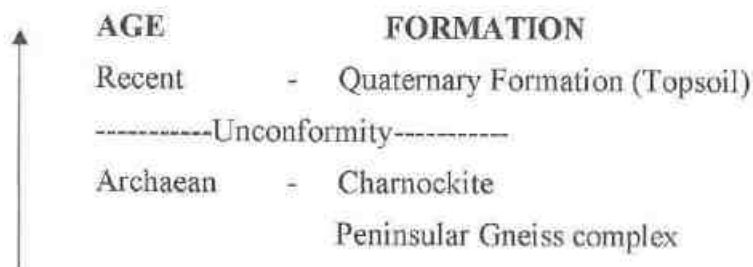 AGE FORMATION
Recent - Quaternary Formation (Topsoil)
-----------Unconformity-----------
Archaean - Charnockite
Peninsular Gneiss complex